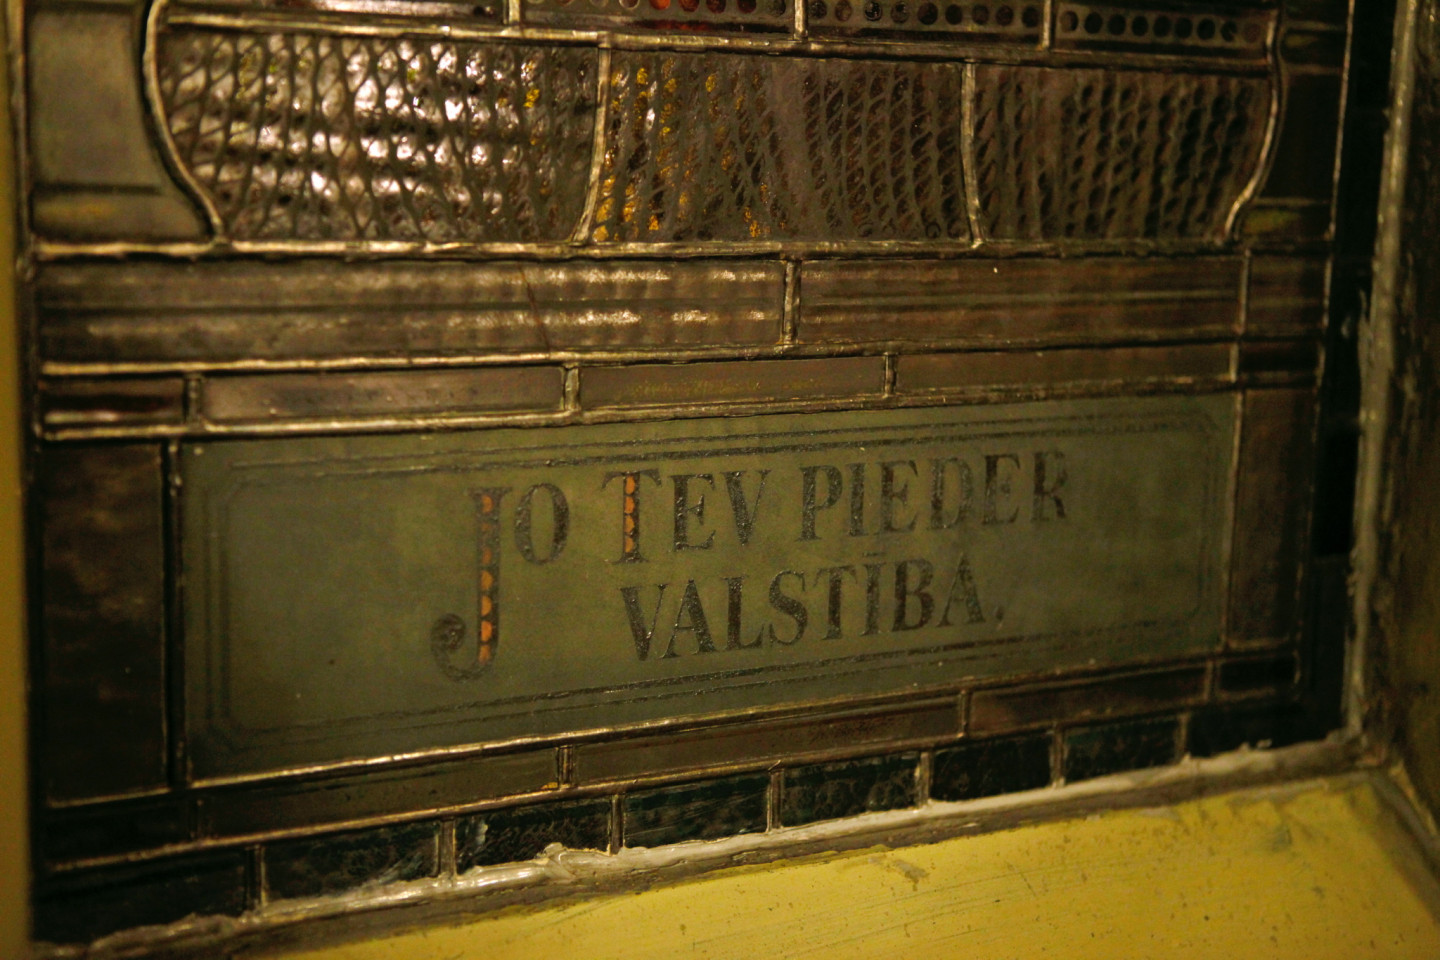 JO TEV PIEDER
VALSTĪBA.